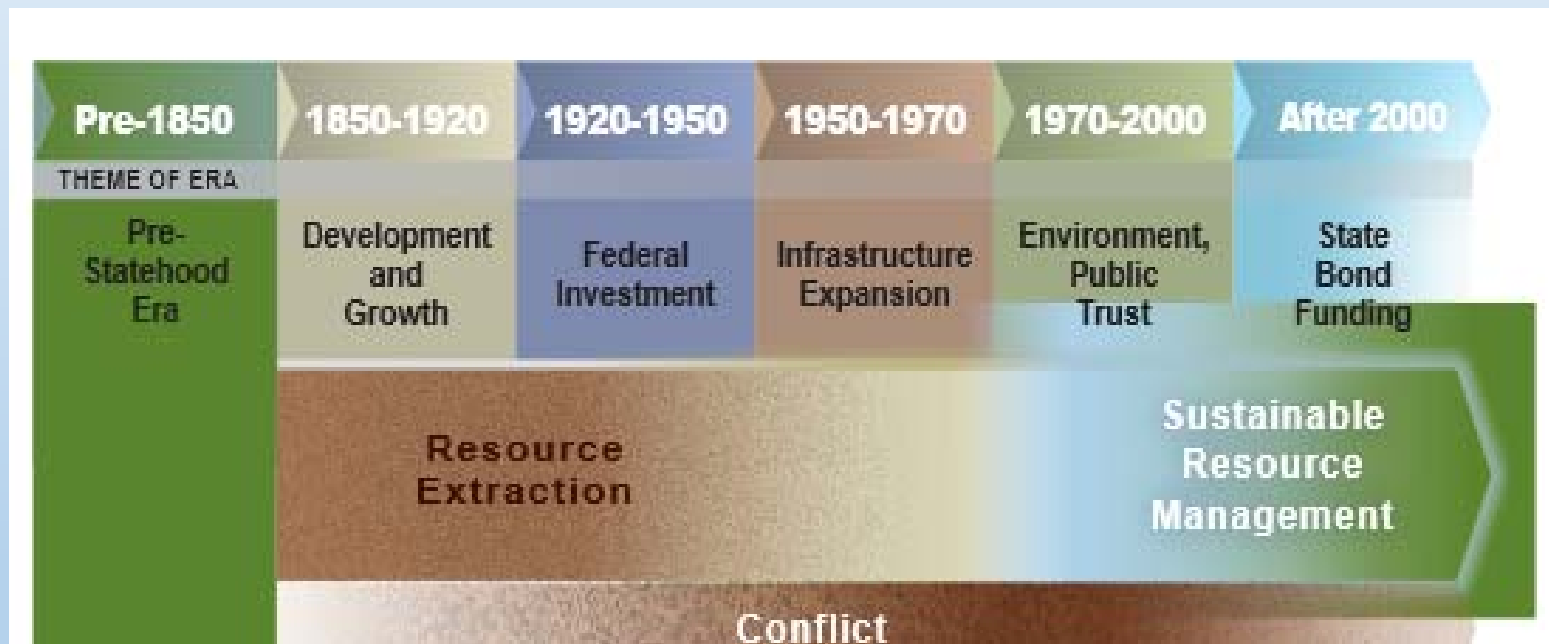 Pre-1850
1850-1920
1920-1950
1950-1970
1970-2000
After 2000
THEME OF ERA
Pre-
Statehood
Era
Development
and
Growth
Federal
Investment
Infrastructure
Expansion
Environment,
Public
Trust
State
Bond
Funding
Resource
Extraction
Sustainable
Resource
Management
Conflict